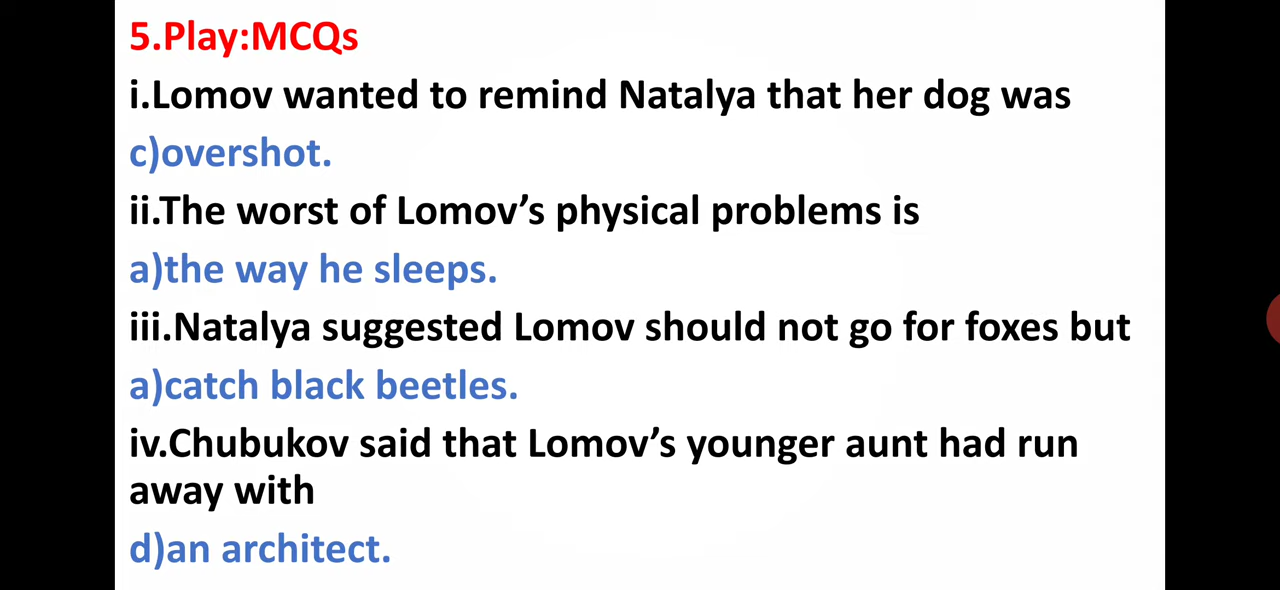 5.Play:MCQs
i.Lomov wanted to remind Natalya that her dog was
c)overshot.
ii.The worst of Lomov’s physical problems is
a)the way he sleeps.
iii.Natalya suggested Lomov should not go for foxes but
a)catch black beetles.
iv.Chubukov said that Lomov’s younger aunt had run
away with
d)an architect.